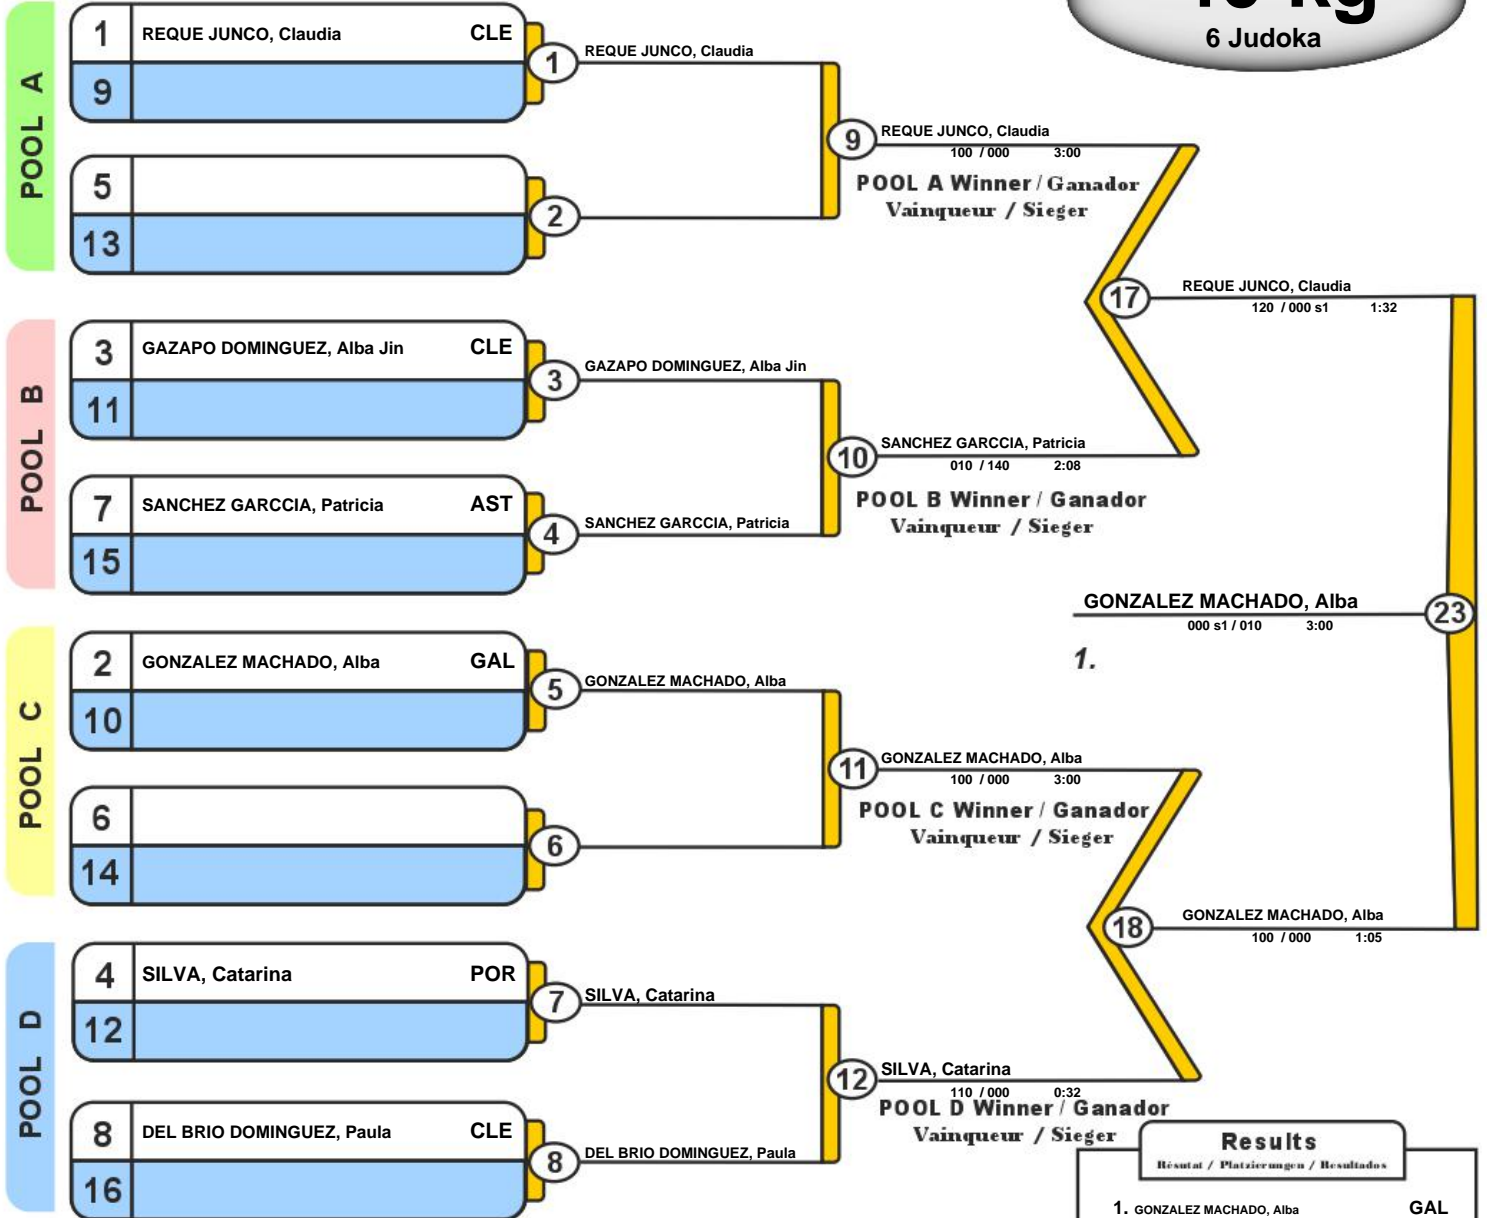 6 Judoka
POOL A
1 REQUE JUNCO, Claudia CLE
9
1 REQUE JUNCO, Claudia
5
13
2
9 REQUE JUNCO, Claudia
100 / 000 3:00
POOL A Winner / Ganador
Vainqueur / Sieger
POOL B
3 GAZAPO DOMINGUEZ, Alba Jin CLE
11
3 GAZAPO DOMINGUEZ, Alba Jin
7 SANCHEZ GARCCIA, Patricia AST
15
4 SANCHEZ GARCCIA, Patricia
10 SANCHEZ GARCCIA, Patricia
010 / 140 2:08
POOL B Winner / Ganador
Vainqueur / Sieger
17 REQUE JUNCO, Claudia
120 / 000 s1 1:32
POOL C
2 GONZALEZ MACHADO, Alba GAL
10
5 GONZALEZ MACHADO, Alba
6
14
6
11 GONZALEZ MACHADO, Alba
100 / 000 3:00
POOL C Winner / Ganador
Vainqueur / Sieger
POOL D
4 SILVA, Catarina POR
12
7 SILVA, Catarina
8 DEL BRIO DOMINGUEZ, Paula CLE
16
8 DEL BRIO DOMINGUEZ, Paula
12 SILVA, Catarina
110 / 000 0:32
POOL D Winner / Ganador
Vainqueur / Sieger
18 GONZALEZ MACHADO, Alba
100 / 000 1:05
GONZALEZ MACHADO, Alba 23
000 s1 / 010 3:00
1.
Results
Résutat / Platzierungen / Resultados
1. GONZALEZ MACHADO, Alba GAL